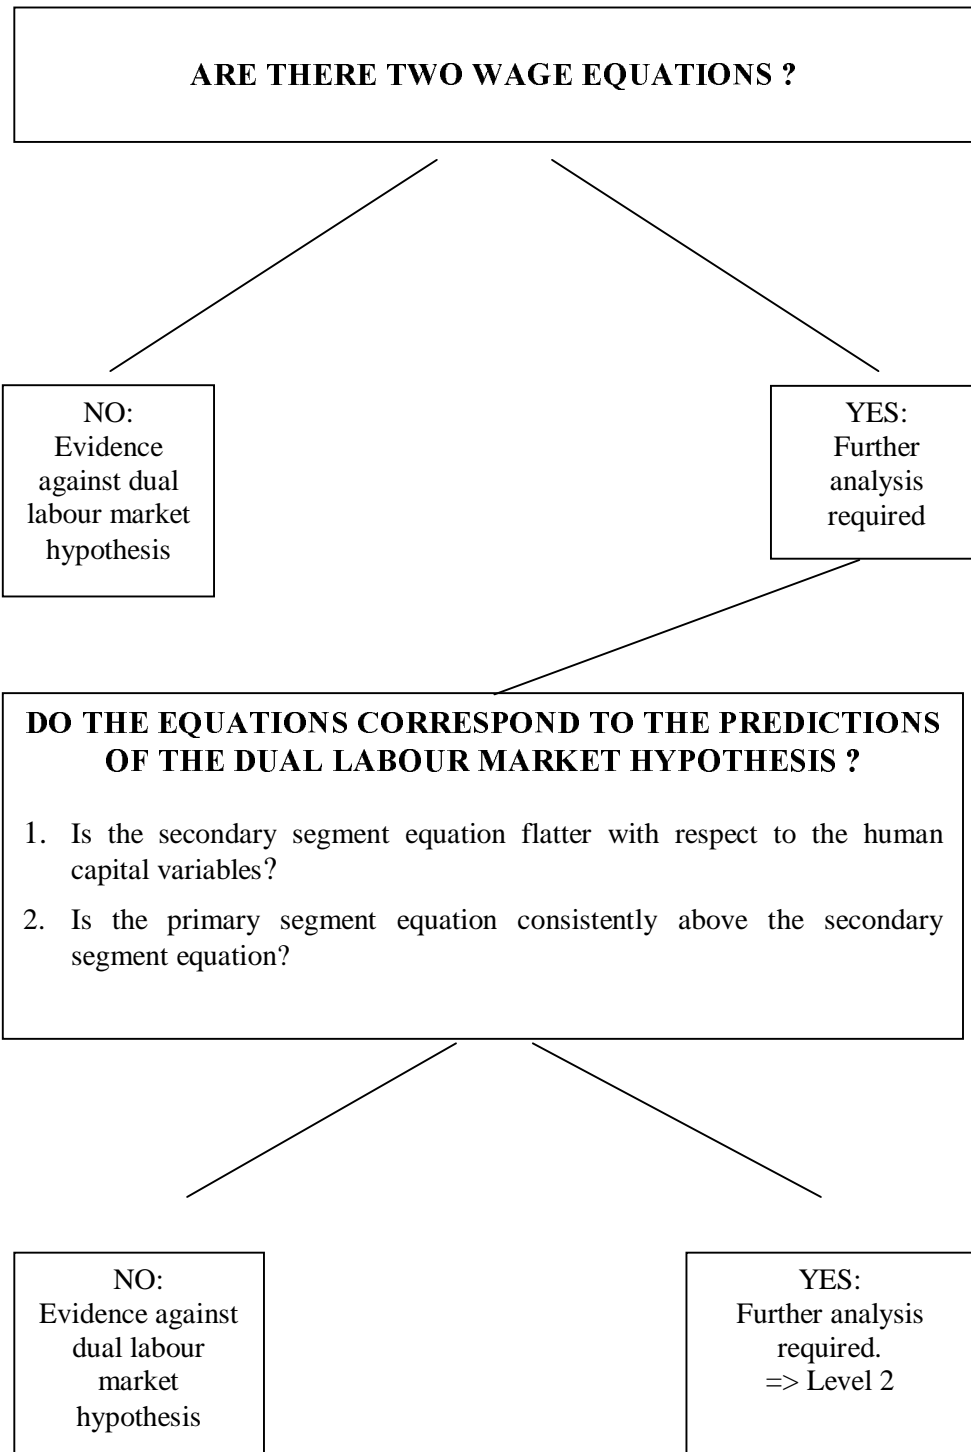 ARE THERE TWO WAGE EQUATIONS ?
NO:
Evidence
against dual
labour market
hypothesis
YES:
Further
analysis
required
DO THE EQUATIONS CORRESPOND TO THE PREDICTIONS
OF THE DUAL LABOUR MARKET HYPOTHESIS ?
1. Is the secondary segment equation flatter with respect to the human
capital variables?
2. Is the primary segment equation consistently above the secondary
segment equation?
NO:
Evidence against
dual labour
market
hypothesis
YES:
Further analysis
required.
=> Level 2